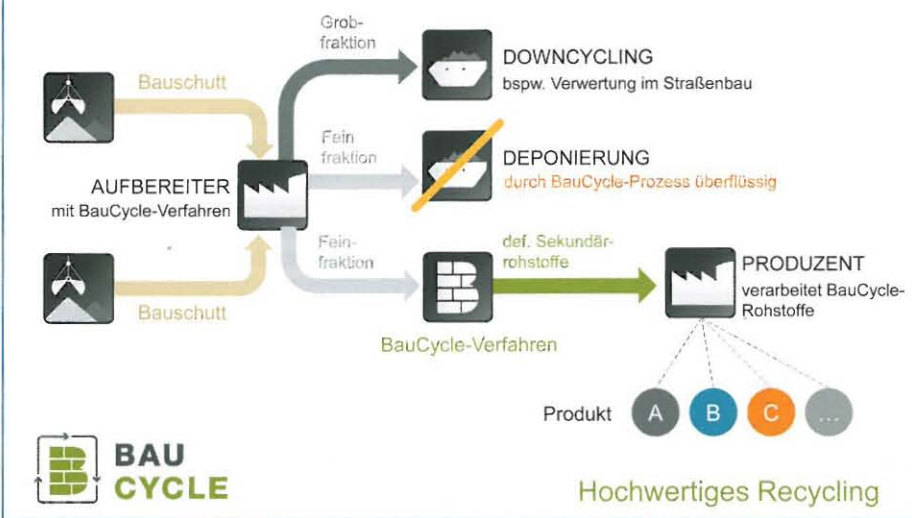 Grob-
fraktion
DOWNCYCLING
bspw. Verwertung im Straßenbau
Bauschutt
Fein
fraktion
DEPONIERUNG
durch BauCycle-Prozess überflüssig
AUFBEREITER
mit BauCycle-Verfahren
Fein-
fraktion
def. Sekundär-
rohstoffe
PRODUZENT
verarbeitet BauCycle-
Rohstoffe
Bauschutt
BauCycle-Verfahren
Produkt A B C ...
BAU
CYCLE
Hochwertiges Recycling